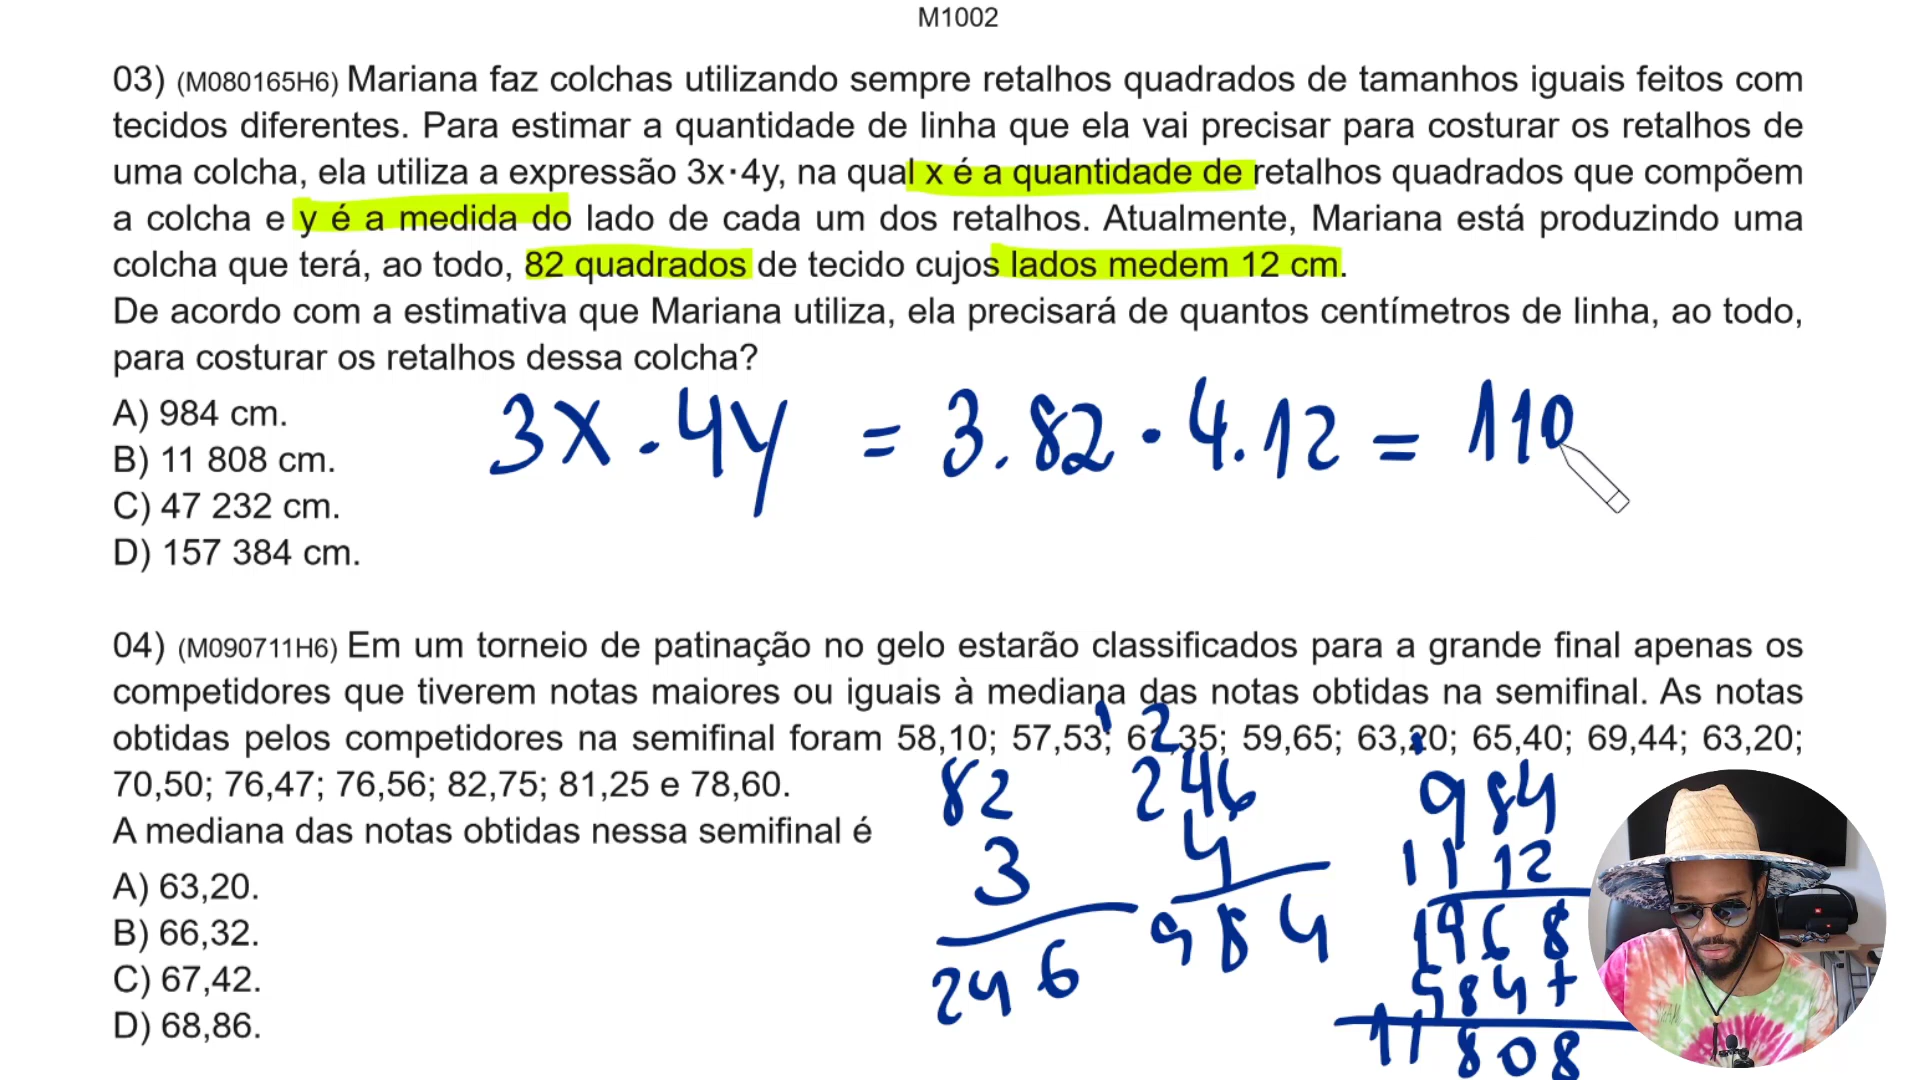 M1002
03) (M080165H6) Mariana faz colchas utilizando sempre retalhos quadrados de tamanhos iguais feitos com
tecidos diferentes. Para estimar a quantidade de linha que ela vai precisar para costurar os retalhos de
uma colcha, ela utiliza a expressão 3x·4y, na qual x é a quantidade de retalhos quadrados que compõem
a colcha e y é a medida do lado de cada um dos retalhos. Atualmente, Mariana está produzindo uma
colcha que terá, ao todo, 82 quadrados de tecido cujos lados medem 12 cm.
De acordo com a estimativa que Mariana utiliza, ela precisará de quantos centímetros de linha, ao todo,
para costurar os retalhos dessa colcha?
A) 984 cm.
B) 11 808 cm.
C) 47 232 cm.
D) 157 384 cm.
3x . 4y = 3.82 . 4.12 = 110
04) (M090711H6) Em um torneio de patinação no gelo estarão classificados para a grande final apenas os
competidores que tiverem notas maiores ou iguais à mediana das notas obtidas na semifinal. As notas
obtidas pelos competidores na semifinal foram 58,10; 57,53; 61,35; 59,65; 63,20; 65,40; 69,44; 63,20;
70,50; 76,47; 76,56; 82,75; 81,25 e 78,60.
A mediana das notas obtidas nessa semifinal é
A) 63,20.
B) 66,32.
C) 67,42.
D) 68,86.
1 2
82 246 984
3 4 12
246 984 1968
984+
11808